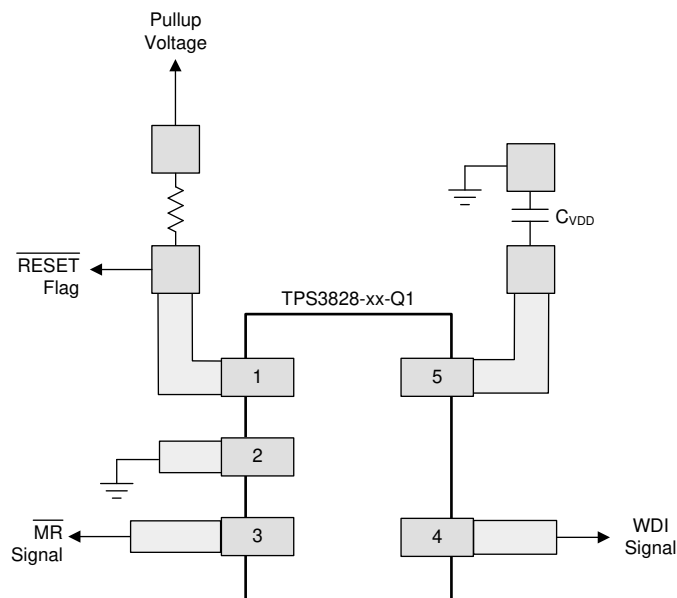 Pullup
Voltage
C_VDD
RESET
Flag
TPS3828-xx-Q1
1
5
2
MR
Signal
3
4
WDI
Signal